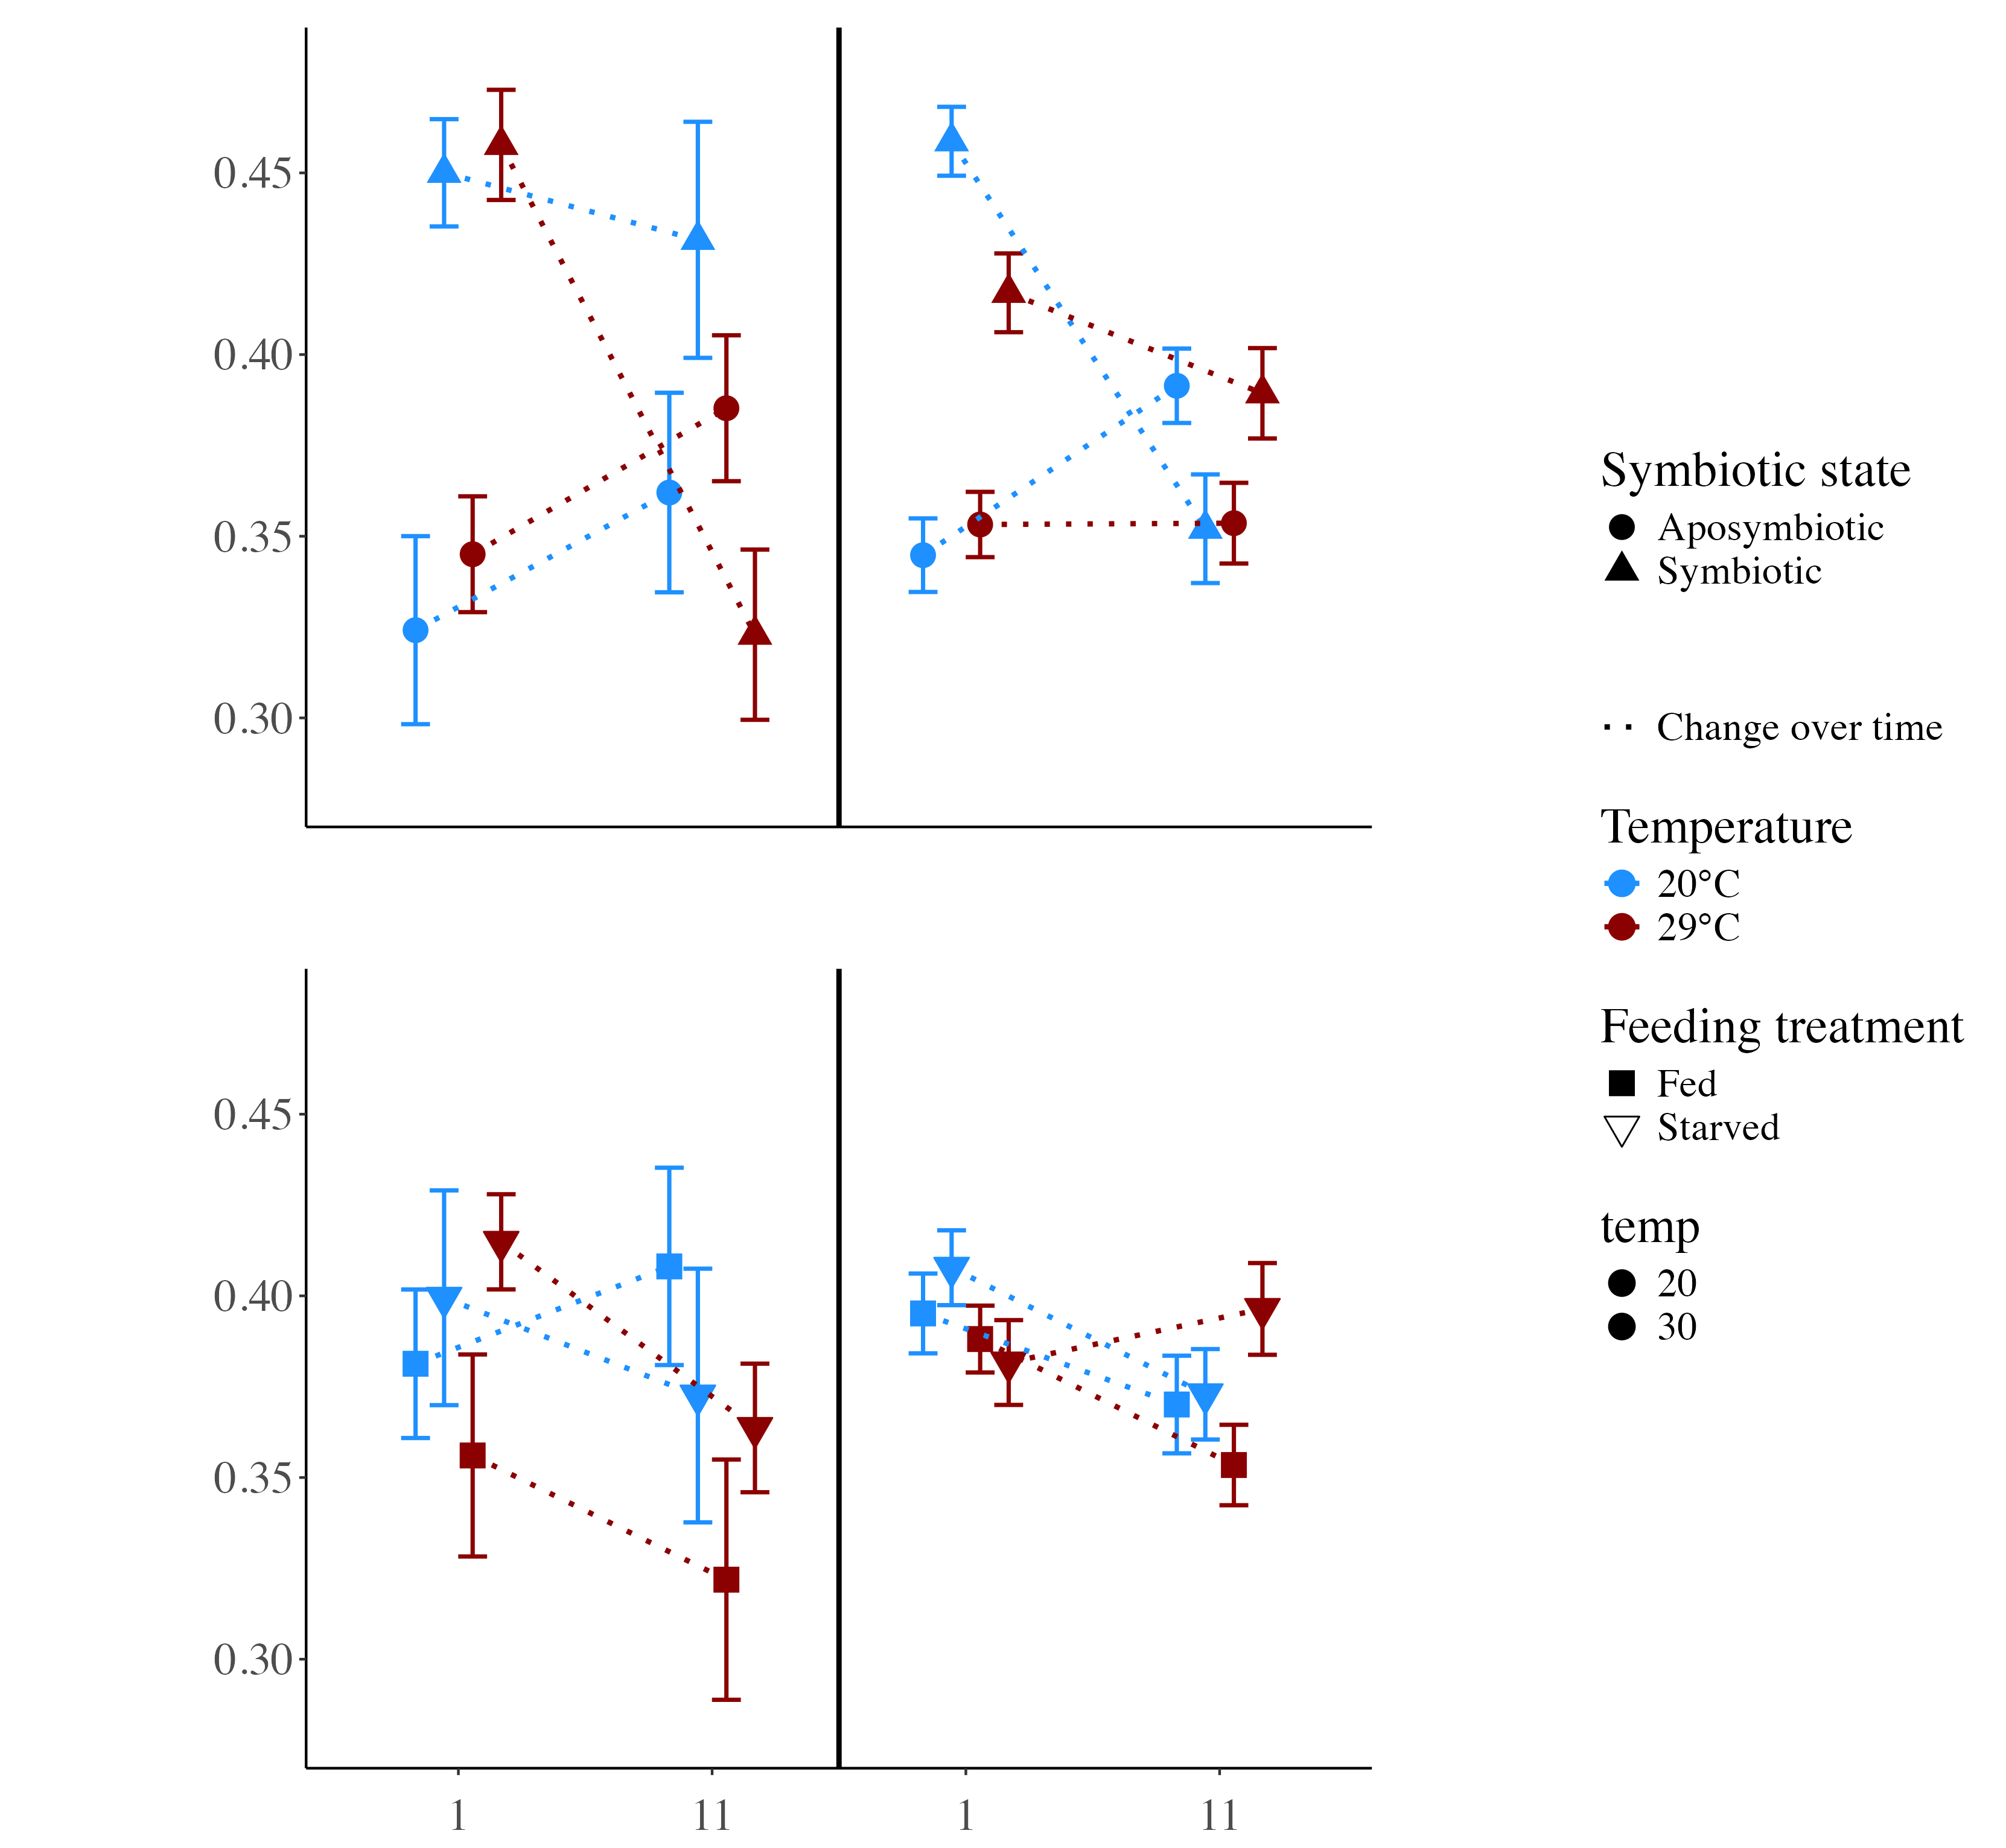 0.45
0.40
0.35
0.30
Symbiotic state
Aposymbiotic
Symbiotic
Change over time
Temperature
20°C
29°C
Feeding treatment
Fed
Starved
temp
20
30
0.45
0.40
0.35
0.30
1 11 1 11